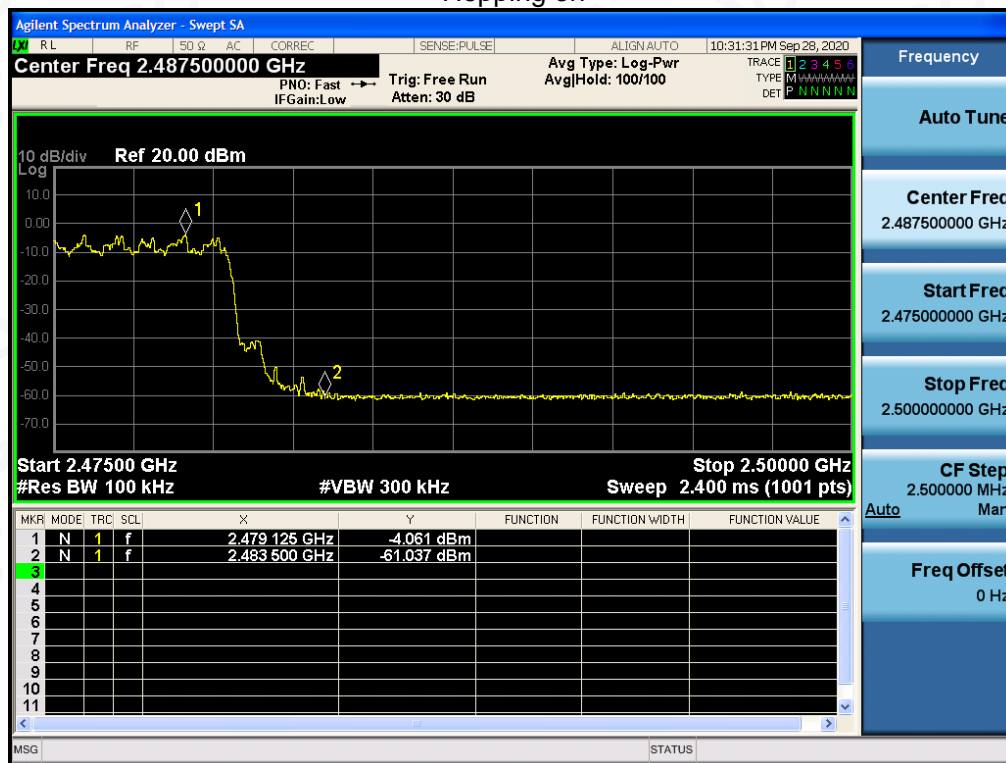 Hopping on
Agilent Spectrum Analyzer - Swept SA
LXI RL RF 50 Ω AC CORREC SENSE:PULSE ALIGN AUTO 10:31:31 PM Sep 28, 2020
Center Freq 2.487500000 GHz
PNO: Fast
IFGain:Low
Trig: Free Run
Atten: 30 dB
Avg Type: Log-Pwr
Avg|Hold: 100/100
TRACE 1 2 3 4 5 6
TYPE M WWWWW
DET P N N N N N
10 dB/div Ref 20.00 dBm
Log
10.0
0.00
-10.0
-20.0
-30.0
-40.0
-50.0
-60.0
-70.0
1
2
Start 2.47500 GHz Stop 2.50000 GHz
#Res BW 100 kHz #VBW 300 kHz Sweep 2.400 ms (1001 pts)
MKR MODE TRC SCL X Y FUNCTION FUNCTION WIDTH FUNCTION VALUE
1 N 1 f 2.479 125 GHz -4.061 dBm
2 N 1 f 2.483 500 GHz -61.037 dBm
3
4
5
6
7
8
9
10
11
MSG STATUS
Frequency
Auto Tune
Center Freq
2.487500000 GHz
Start Freq
2.475000000 GHz
Stop Freq
2.500000000 GHz
CF Step
2.500000 MHz
Auto Man
Freq Offset
0 Hz